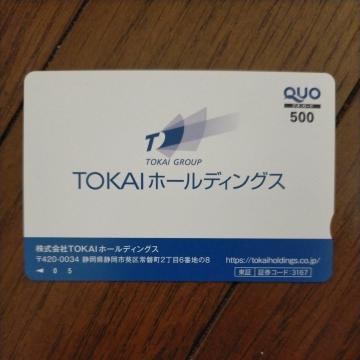 QUO
クオ・カード
500
TOKAI GROUP
TOKAIホールディングス
株式会社TOKAIホールディングス
〒420-0034 静岡県静岡市葵区常磐町2丁目6番地の8
https://tokaiholdings.co.jp/
◀ 0 5
東証 証券コード:3167